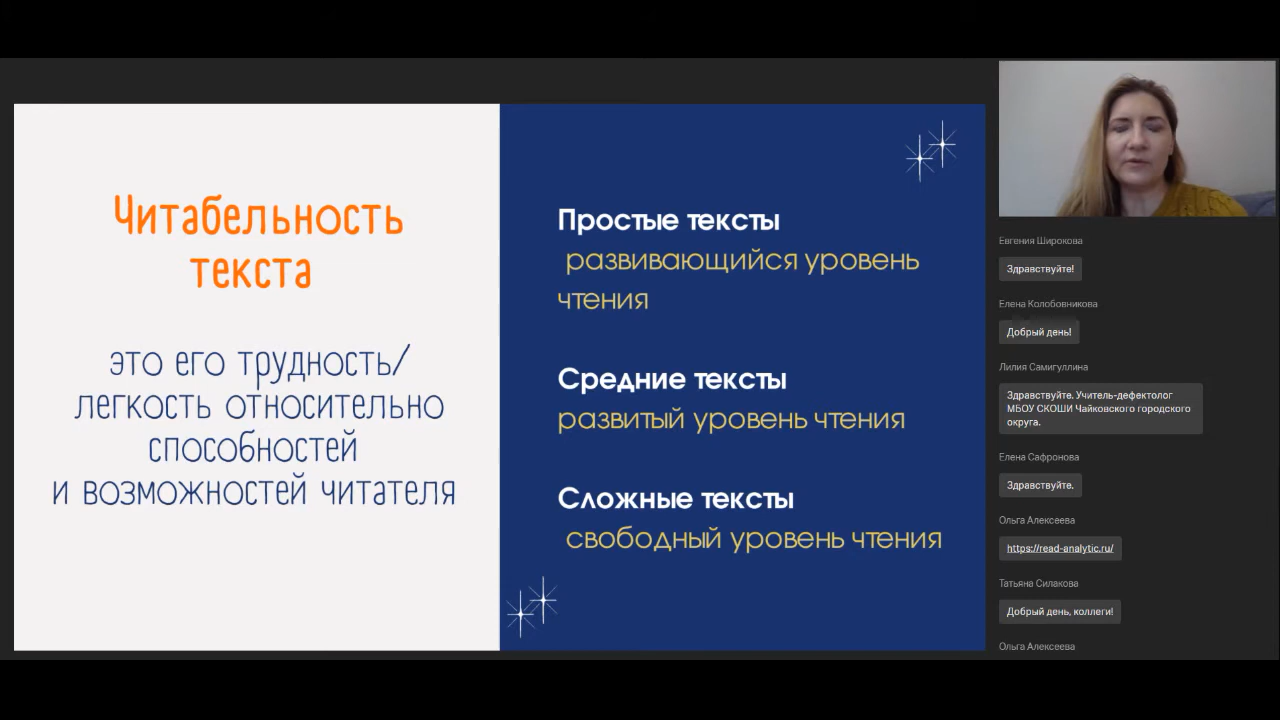 Читабельность
текста
это его трудность/
легкость относительно
способностей
и возможностей читателя
Простые тексты
развивающийся уровень
чтения
Средние тексты
развитый уровень чтения
Сложные тексты
свободный уровень чтения
Евгения Широкова
Здравствуйте!
Елена Колобовникова
Добрый день!
Лилия Самигуллина
Здравствуйте. Учитель-дефектолог
МБОУ СКОШИ Чайковского городского
округа.
Елена Сафронова
Здравствуйте.
Ольга Алексеева
https://read-analytic.ru/
Татьяна Силакова
Добрый день, коллеги!
Ольга Алексеева